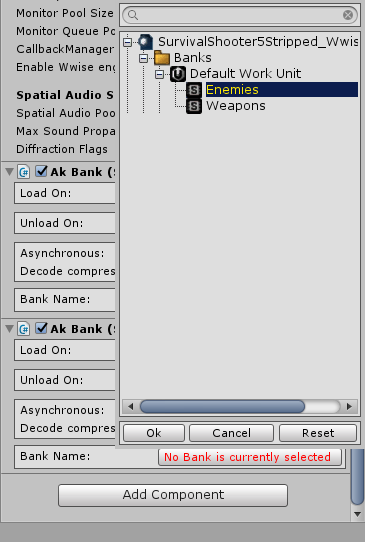 Monitor Pool Size
Monitor Queue Po
CallbackManager
Enable Wwise eng
Spatial Audio S
Spatial Audio Poo
Max Sound Propa
Diffraction Flags
Ak Bank (S
Load On:
Unload On:
Asynchronous:
Decode compres
Bank Name:
Ak Bank (S
Load On:
Unload On:
Asynchronous:
Decode compres
Bank Name:
No Bank is currently selected
Add Component
SurvivalShooter5Stripped_Wwis
Banks
Default Work Unit
Enemies
Weapons
Ok
Cancel
Reset